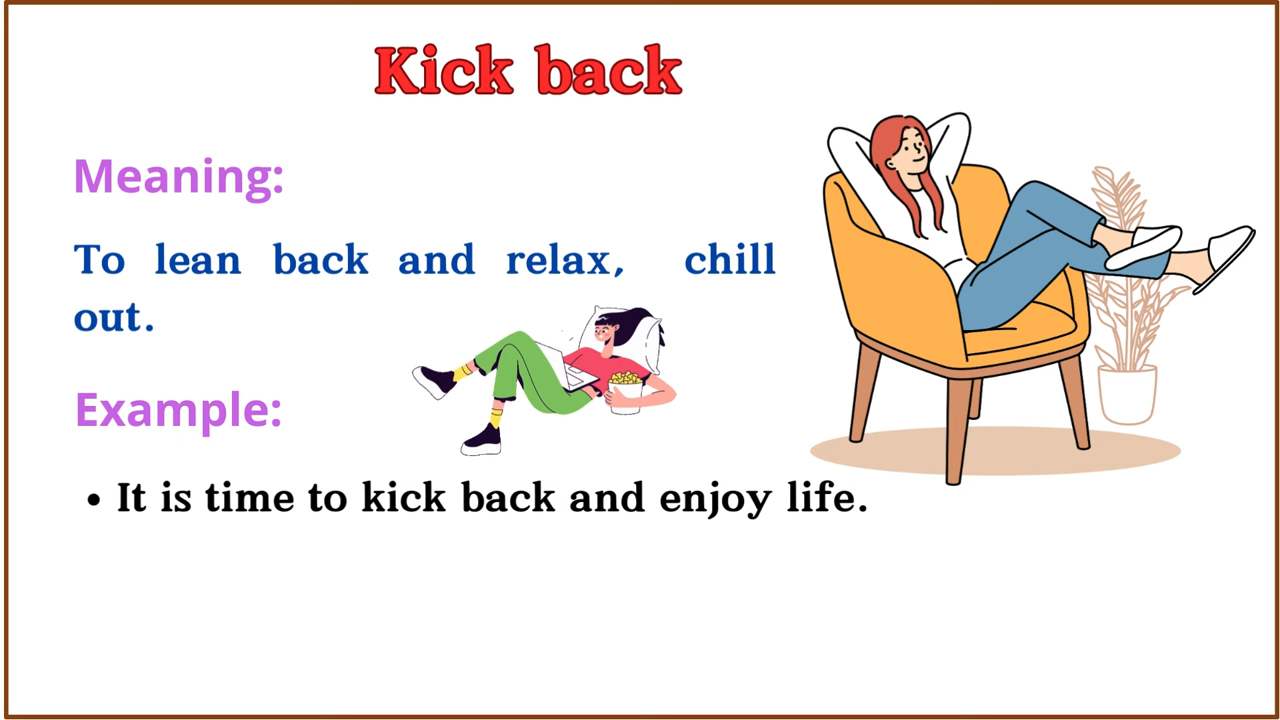 Kick back
Meaning:
To lean back and relax, chill
out.
Example:
• It is time to kick back and enjoy life.